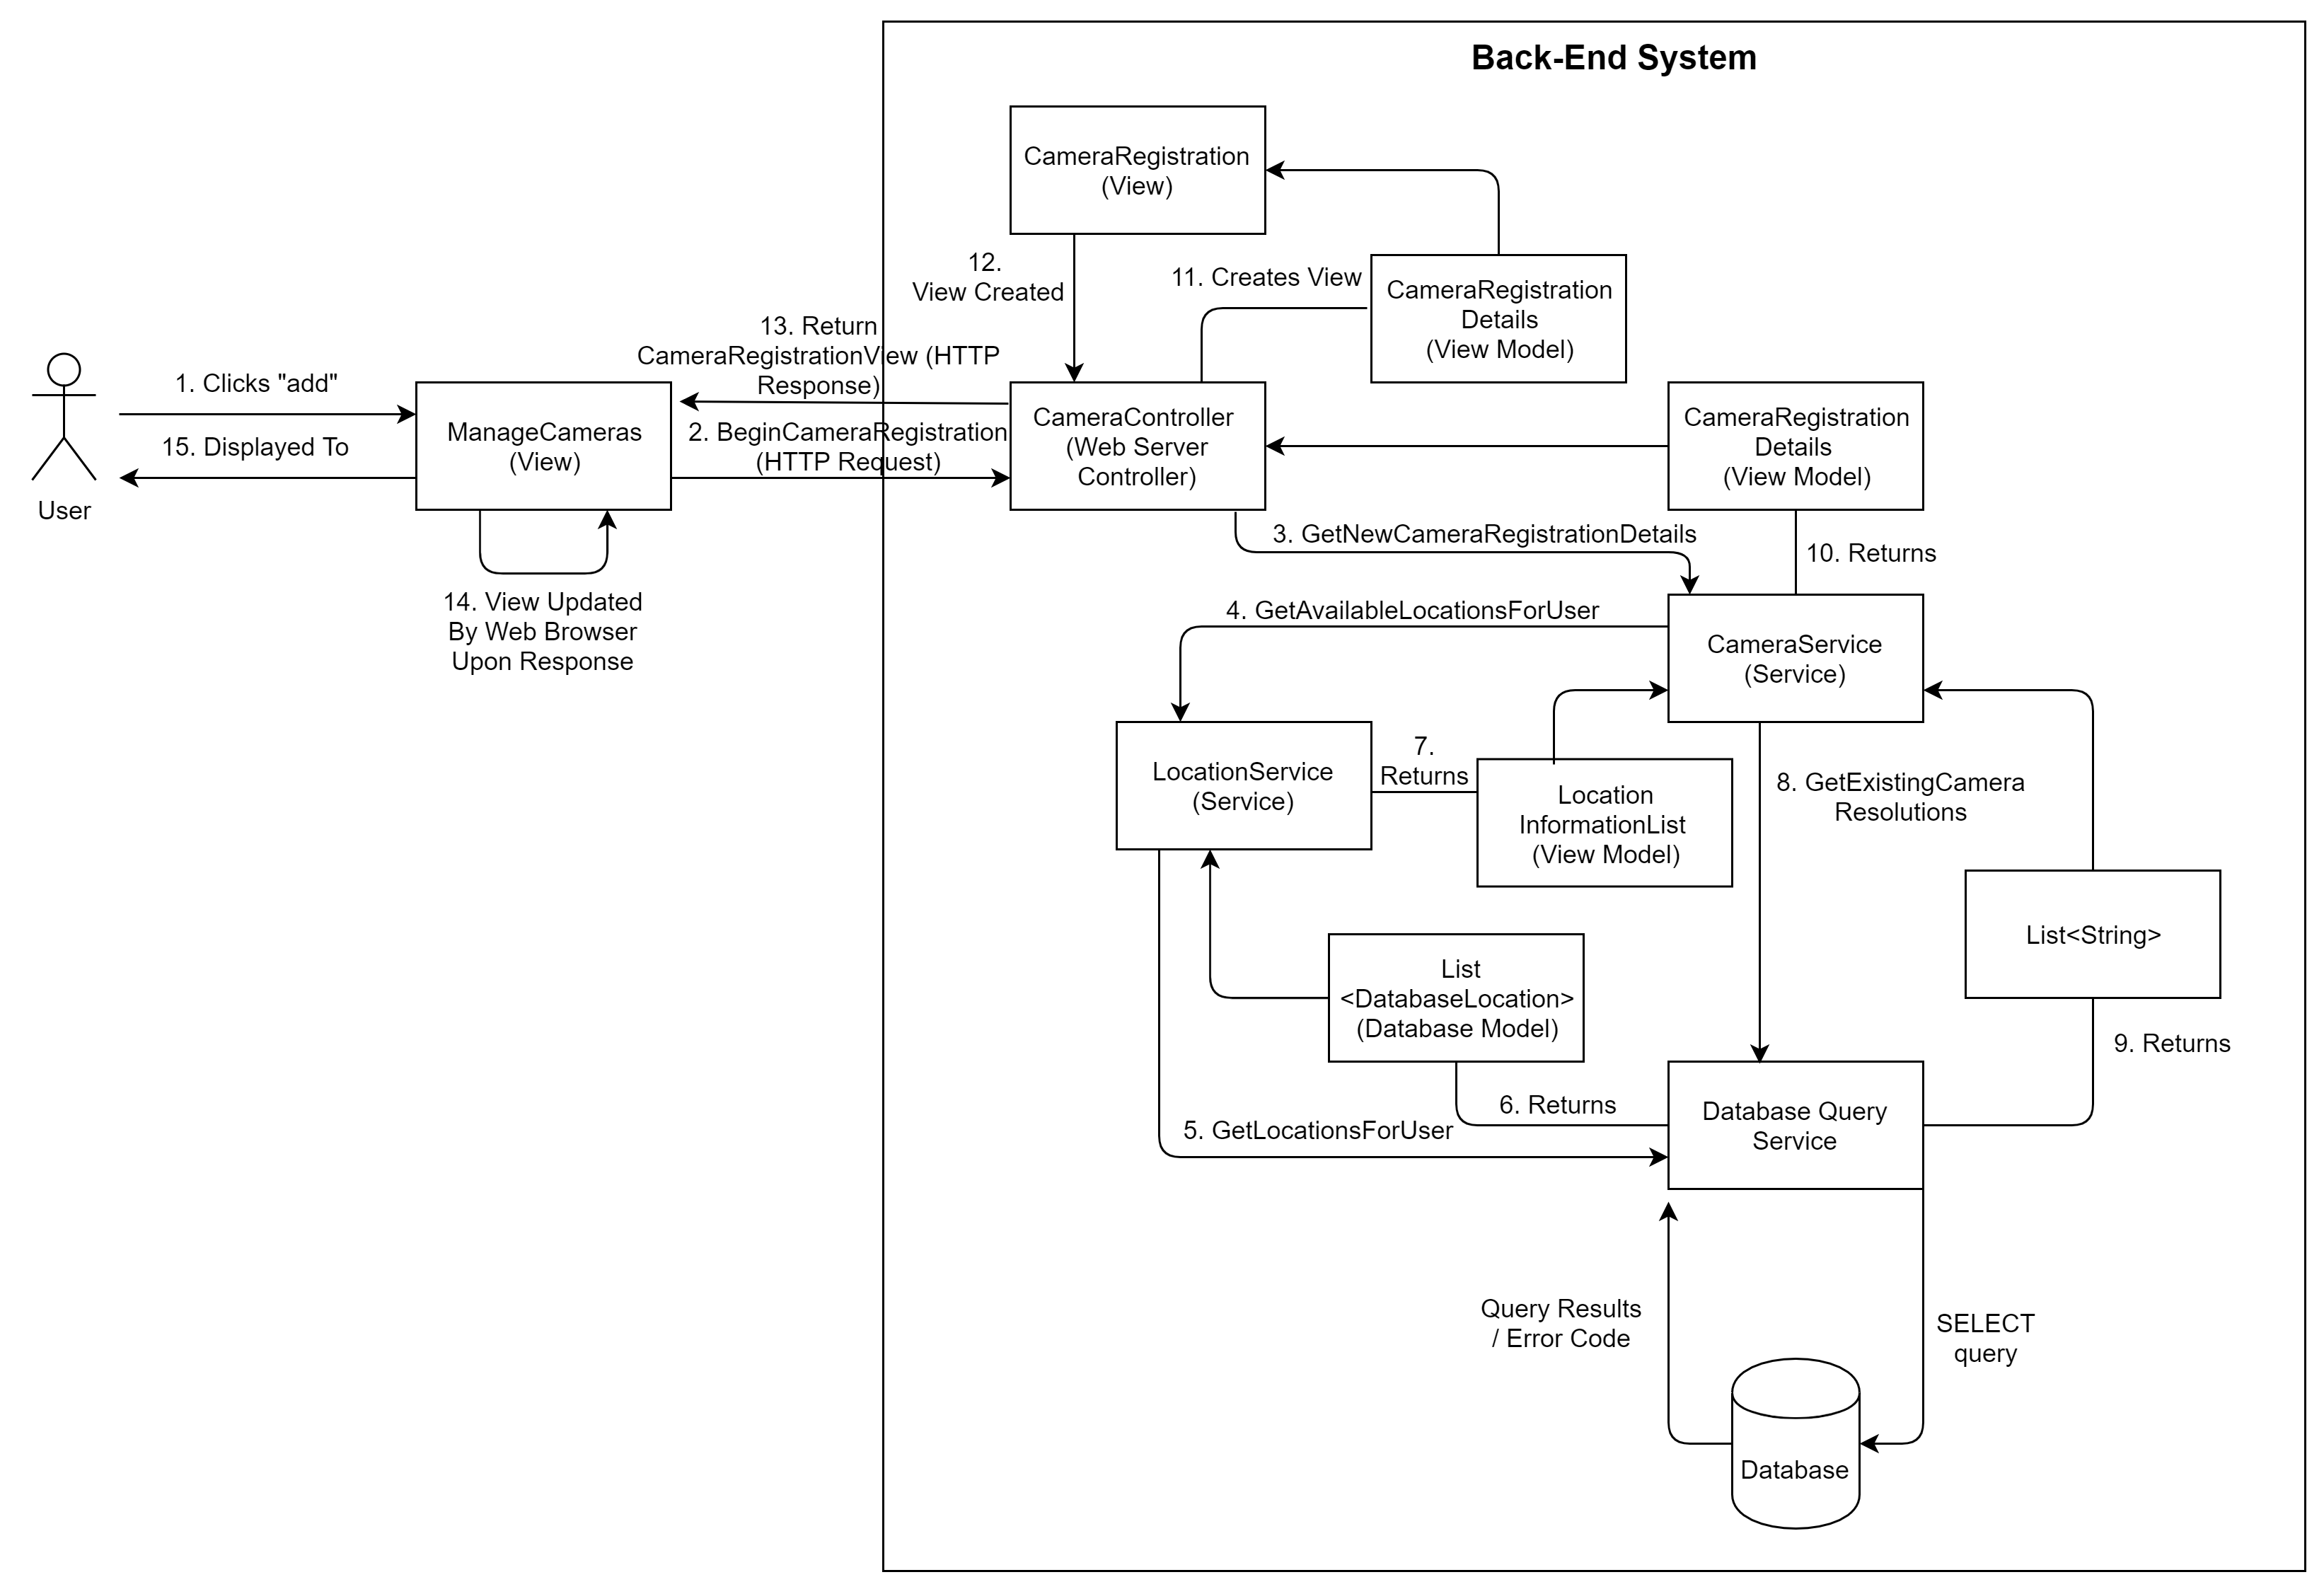 Back-End System
CameraRegistration
(View)
12.
View Created
11. Creates View
CameraRegistration
Details
(View Model)
13. Return
CameraRegistrationView (HTTP
Response)
1. Clicks "add"
15. Displayed To
User
ManageCameras
(View)
2. BeginCameraRegistration
(HTTP Request)
CameraController
(Web Server
Controller)
CameraRegistration
Details
(View Model)
3. GetNewCameraRegistrationDetails
10. Returns
14. View Updated
By Web Browser
Upon Response
4. GetAvailableLocationsForUser
CameraService
(Service)
LocationService
(Service)
7.
Returns
Location
InformationList
(View Model)
8. GetExistingCamera
Resolutions
List<String>
List
<DatabaseLocation>
(Database Model)
9. Returns
6. Returns
5. GetLocationsForUser
Database Query
Service
Query Results
/ Error Code
SELECT
query
Database